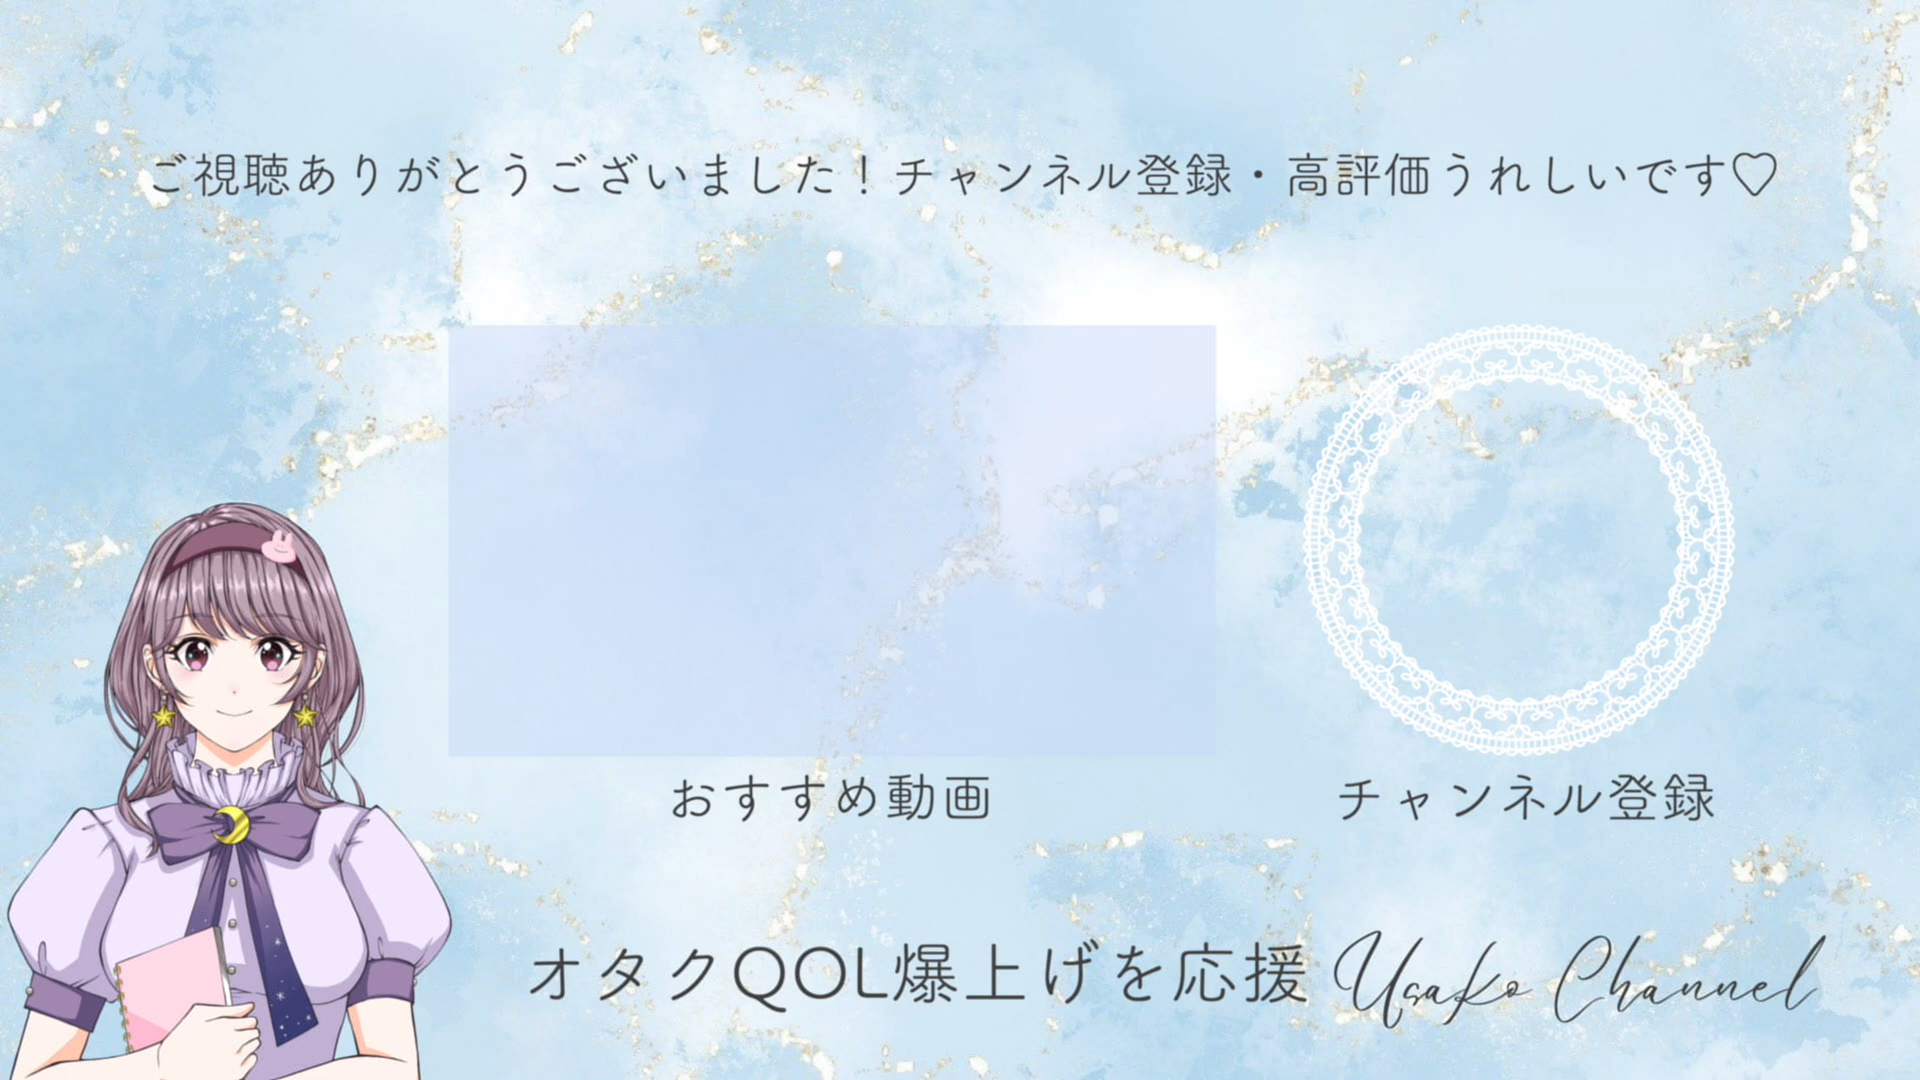 ご視聴ありがとうございました！チャンネル登録・高評価うれしいです♡
おすすめ動画
チャンネル登録
オタクQOL爆上げを応援 Usako Channel